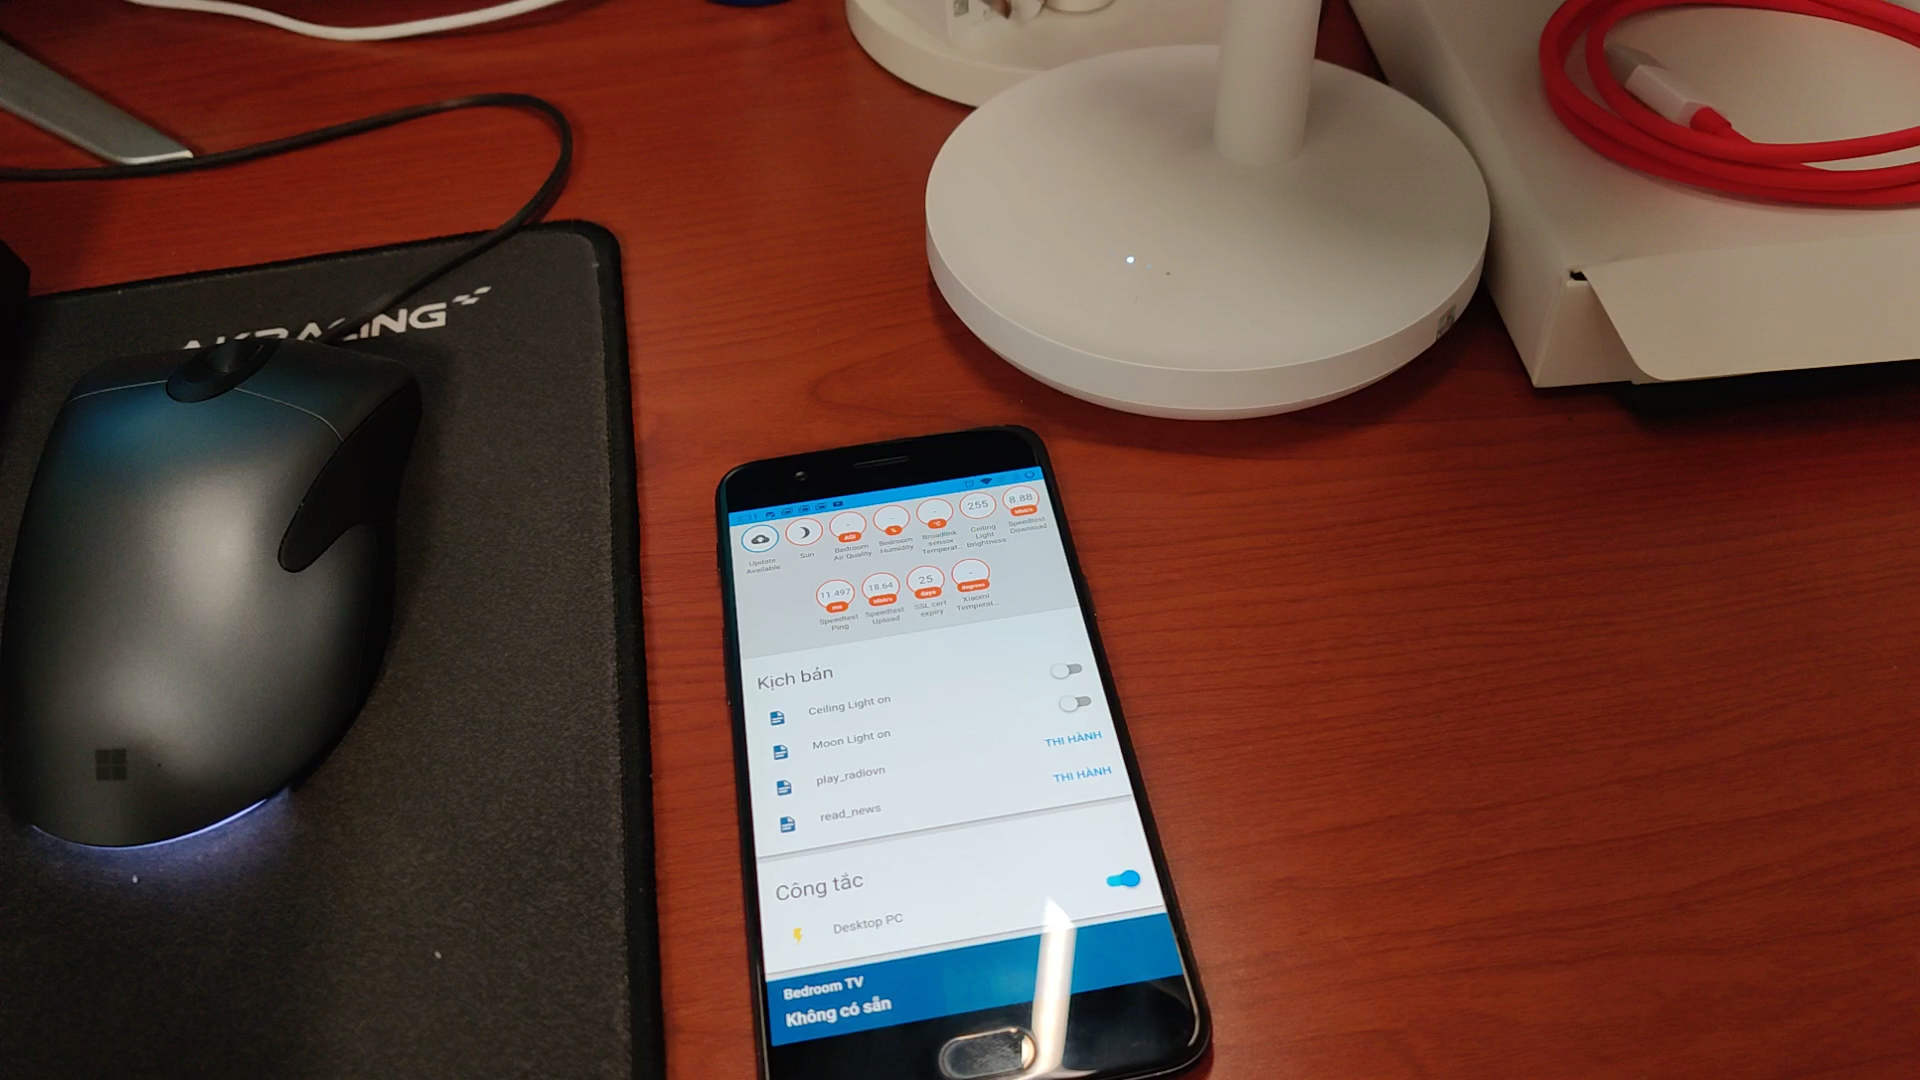 255
8.88
AQI
%
°C
Mbit/s
Update Available
Sun
Bedroom Air Quality
Bedroom Humidity
Broadlink sensor Temperat...
Ceiling Light Brightness
Speedtest Download
11.497
18.64
25
ms
Mbit/s
days
degrees
Speedtest Ping
Speedtest Upload
SSL cert expiry
Xiaomi Temperat...
Kịch bản
Ceiling Light on
Moon Light on
play_radiovn THI HÀNH
read_news THI HÀNH
Công tắc
Desktop PC
Bedroom TV
Không có sẵn